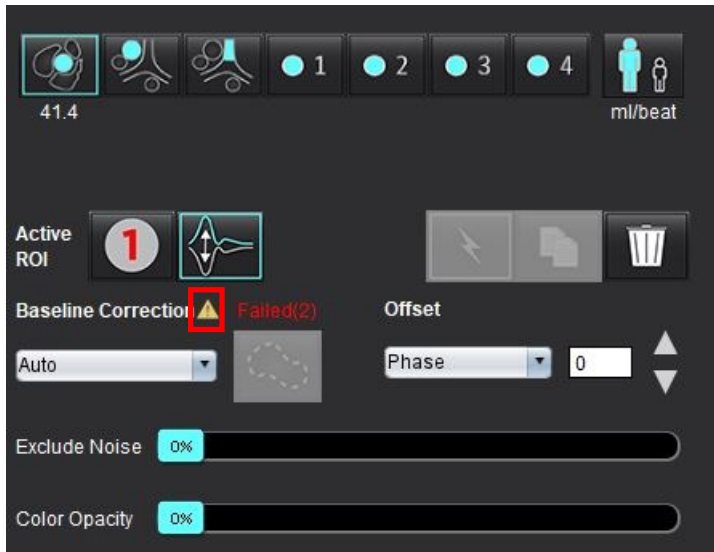 1 2 3 4
41.4 ml/beat
Active
ROI
1
Baseline Correction Failed(2) Offset
Auto Phase 0
Exclude Noise 0%
Color Opacity 0%